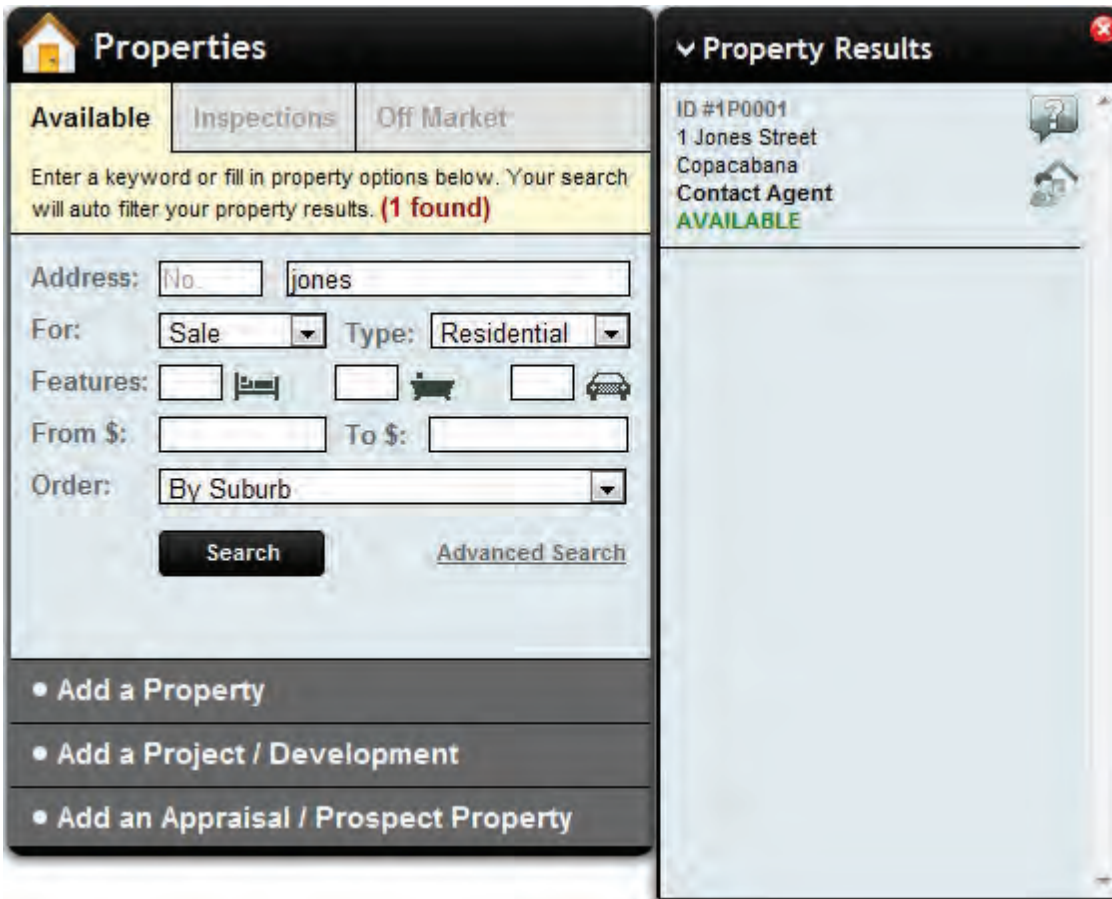 Properties
Available Inspections Off Market
Enter a keyword or fill in property options below. Your search
will auto filter your property results. (1 found)
Address: No. jones
For: Sale Type: Residential
Features:
From $: To $:
Order: By Suburb
Search Advanced Search
• Add a Property
• Add a Project / Development
• Add an Appraisal / Prospect Property
Property Results
ID #1P0001
1 Jones Street
Copacabana
Contact Agent
AVAILABLE